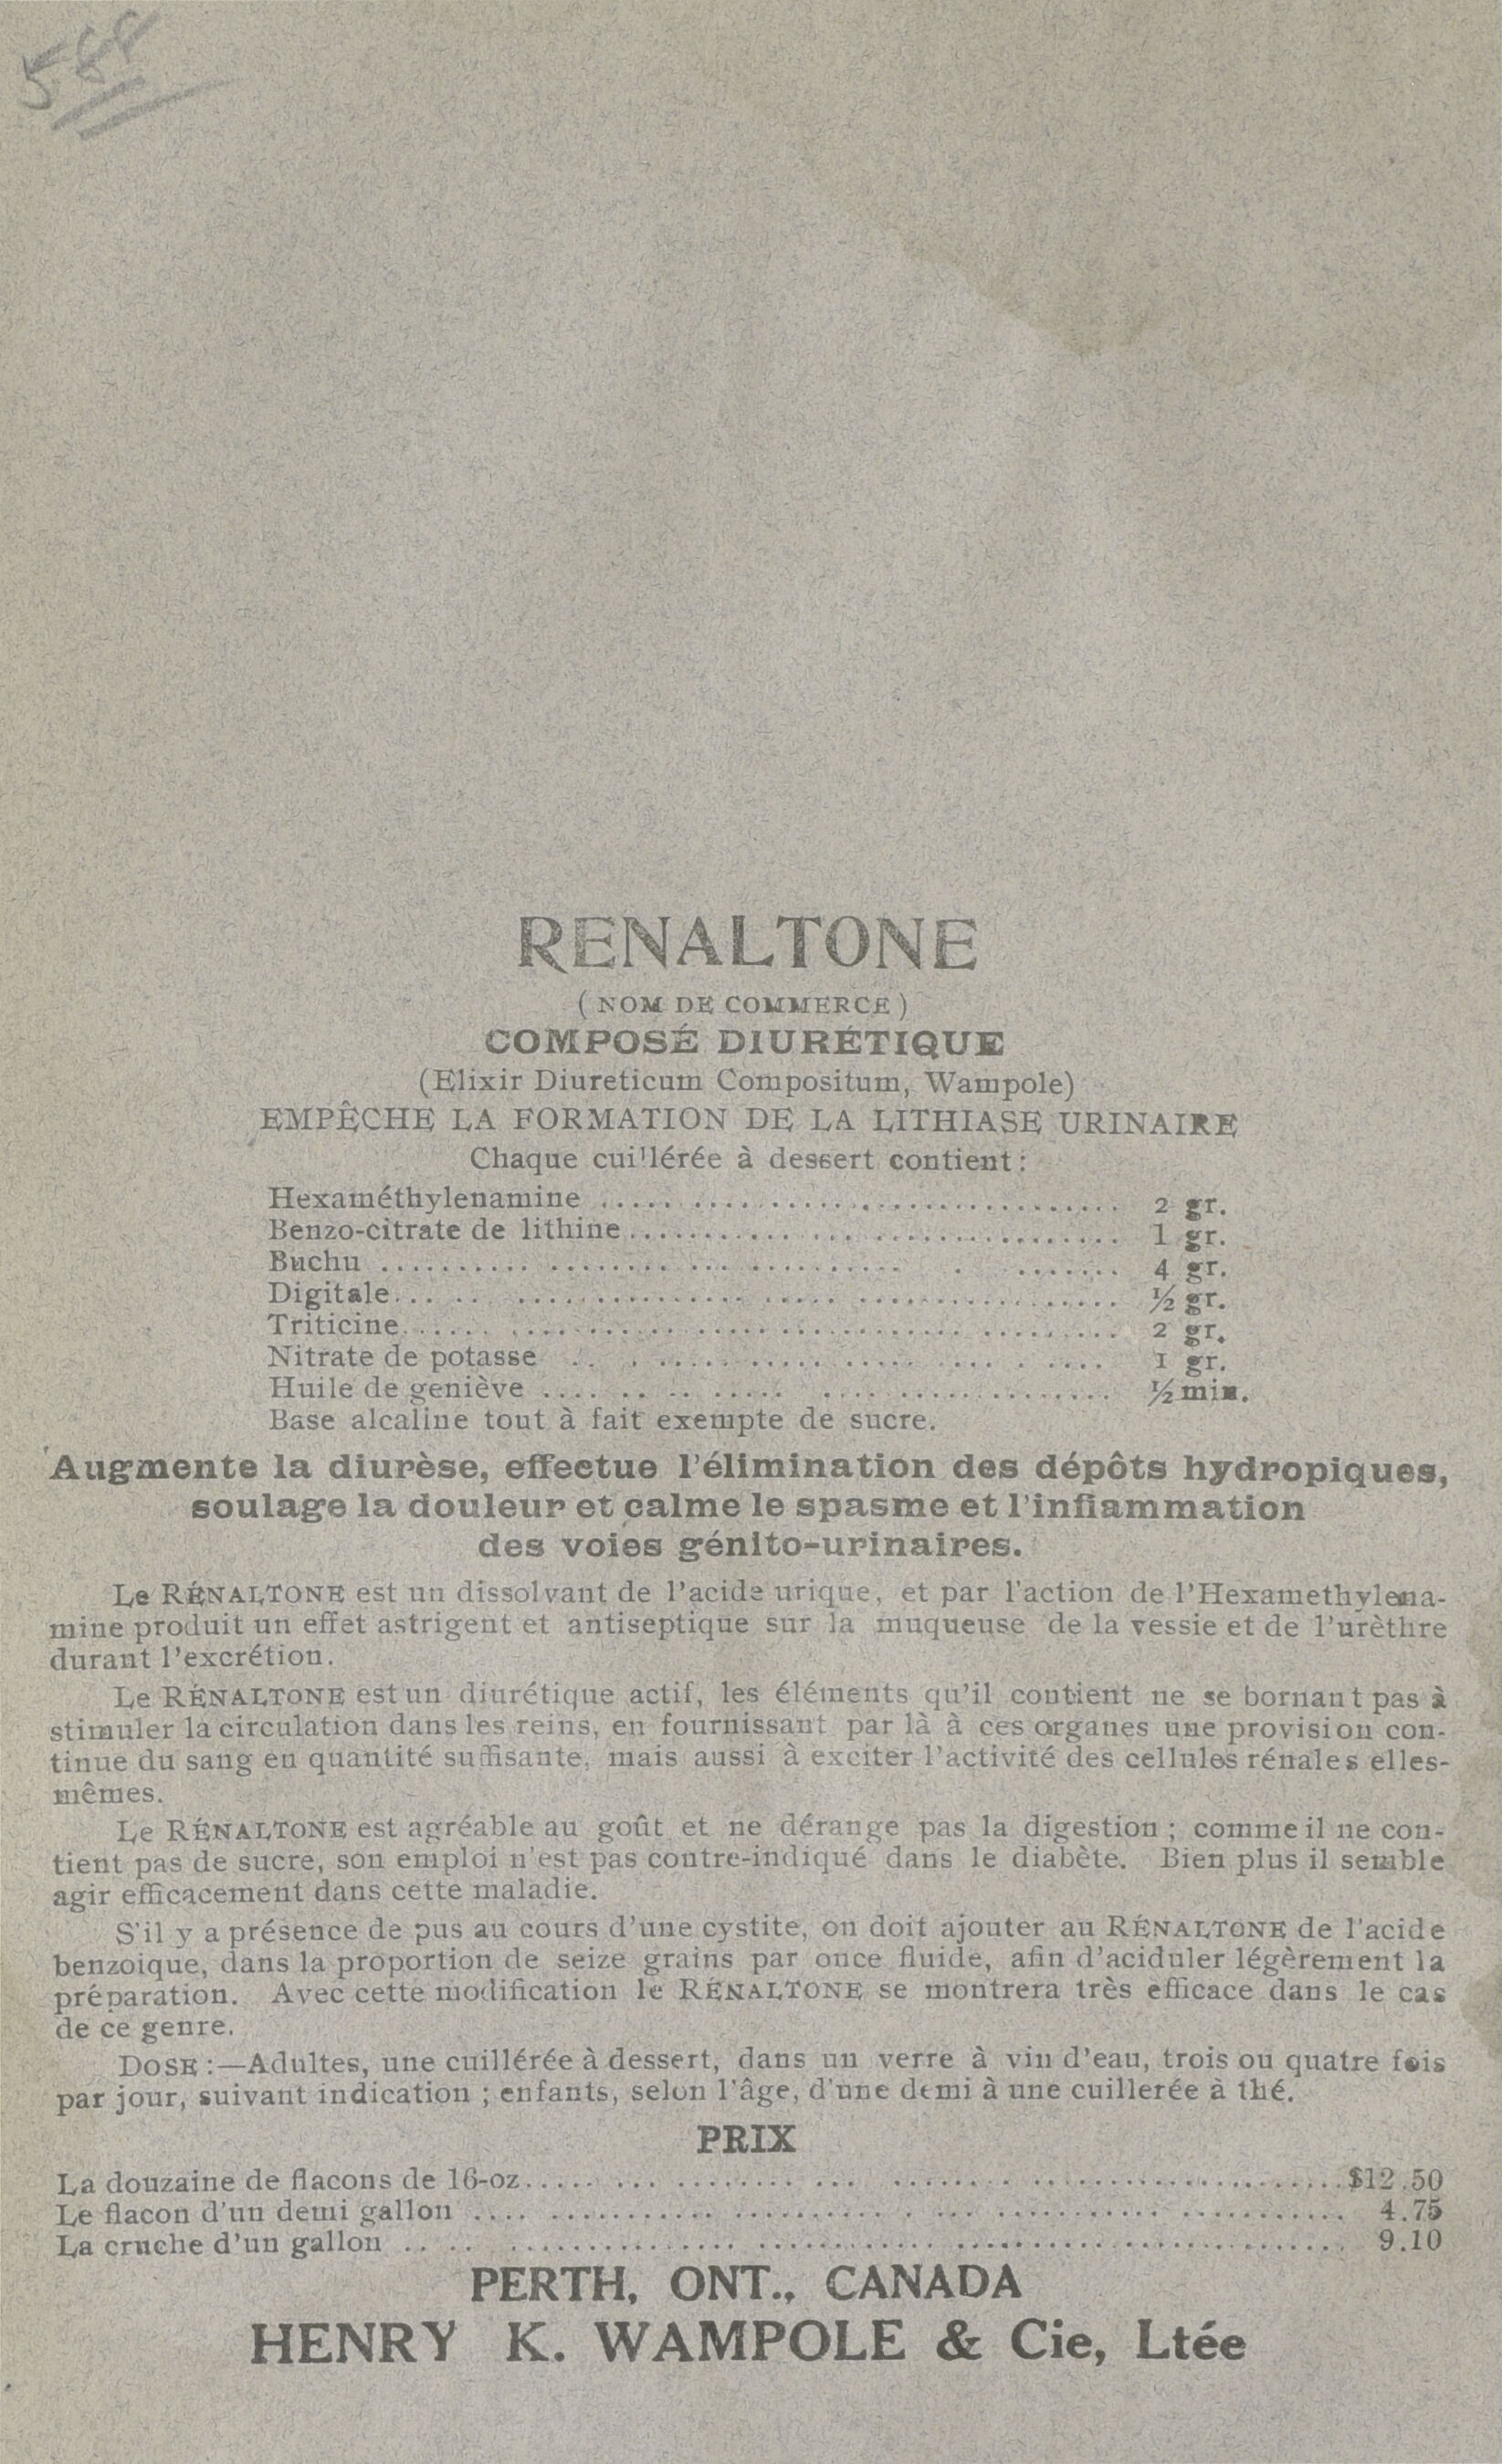 588
RENALTONE
(NOM DE COMMERCE)
COMPOSÉ DIURÉTIQUE
(Elixir Diureticum Compositum, Wampole)
EMPÊCHE LA FORMATION DE LA LITHIASE URINAIRE
Chaque cuillérée à dessert contient:
Hexaméthylenamine ..... 2 gr.
Benzo-citrate de lithine..... 1 gr.
Buchu ..... 4 gr.
Digitale..... ½ gr.
Triticine..... 2 gr.
Nitrate de potasse ..... 1 gr.
Huile de geniève ..... ½ min.
Base alcaline tout à fait exempte de sucre.
Augmente la diurèse, effectue l'élimination des dépôts hydropiques,
soulage la douleur et calme le spasme et l'inflammation
des voies génito-urinaires.
Le RÉNALTONE est un dissolvant de l'acide urique, et par l'action de l'Hexamethylena-
mine produit un effet astrigent et antiseptique sur la muqueuse de la vessie et de l'urèthre
durant l'excrétion.
Le RÉNALTONE est un diurétique actif, les éléments qu'il contient ne se bornant pas à
stimuler la circulation dans les reins, en fournissant par là à ces organes une provision con-
tinue du sang en quantité suffisante, mais aussi à exciter l'activité des cellules rénales elles-
mêmes.
Le RÉNALTONE est agréable au goût et ne dérange pas la digestion ; comme il ne con-
tient pas de sucre, son emploi n'est pas contre-indiqué dans le diabète. Bien plus il semble
agir efficacement dans cette maladie.
S'il y a présence de pus au cours d'une cystite, on doit ajouter au RÉNALTONE de l'acide
benzoique, dans la proportion de seize grains par once fluide, afin d'aciduler légèrement la
préparation. Avec cette modification le RÉNALTONE se montrera très efficace dans le cas
de ce genre.
DOSE :—Adultes, une cuillérée à dessert, dans un verre à vin d'eau, trois ou quatre fois
par jour, suivant indication ; enfants, selon l'âge, d'une demi à une cuillerée à thé.
PRIX
La douzaine de flacons de 16-oz..... $12.50
Le flacon d'un demi gallon ..... 4.75
La cruche d'un gallon ..... 9.10
PERTH, ONT., CANADA
HENRY K. WAMPOLE & Cie, Ltée